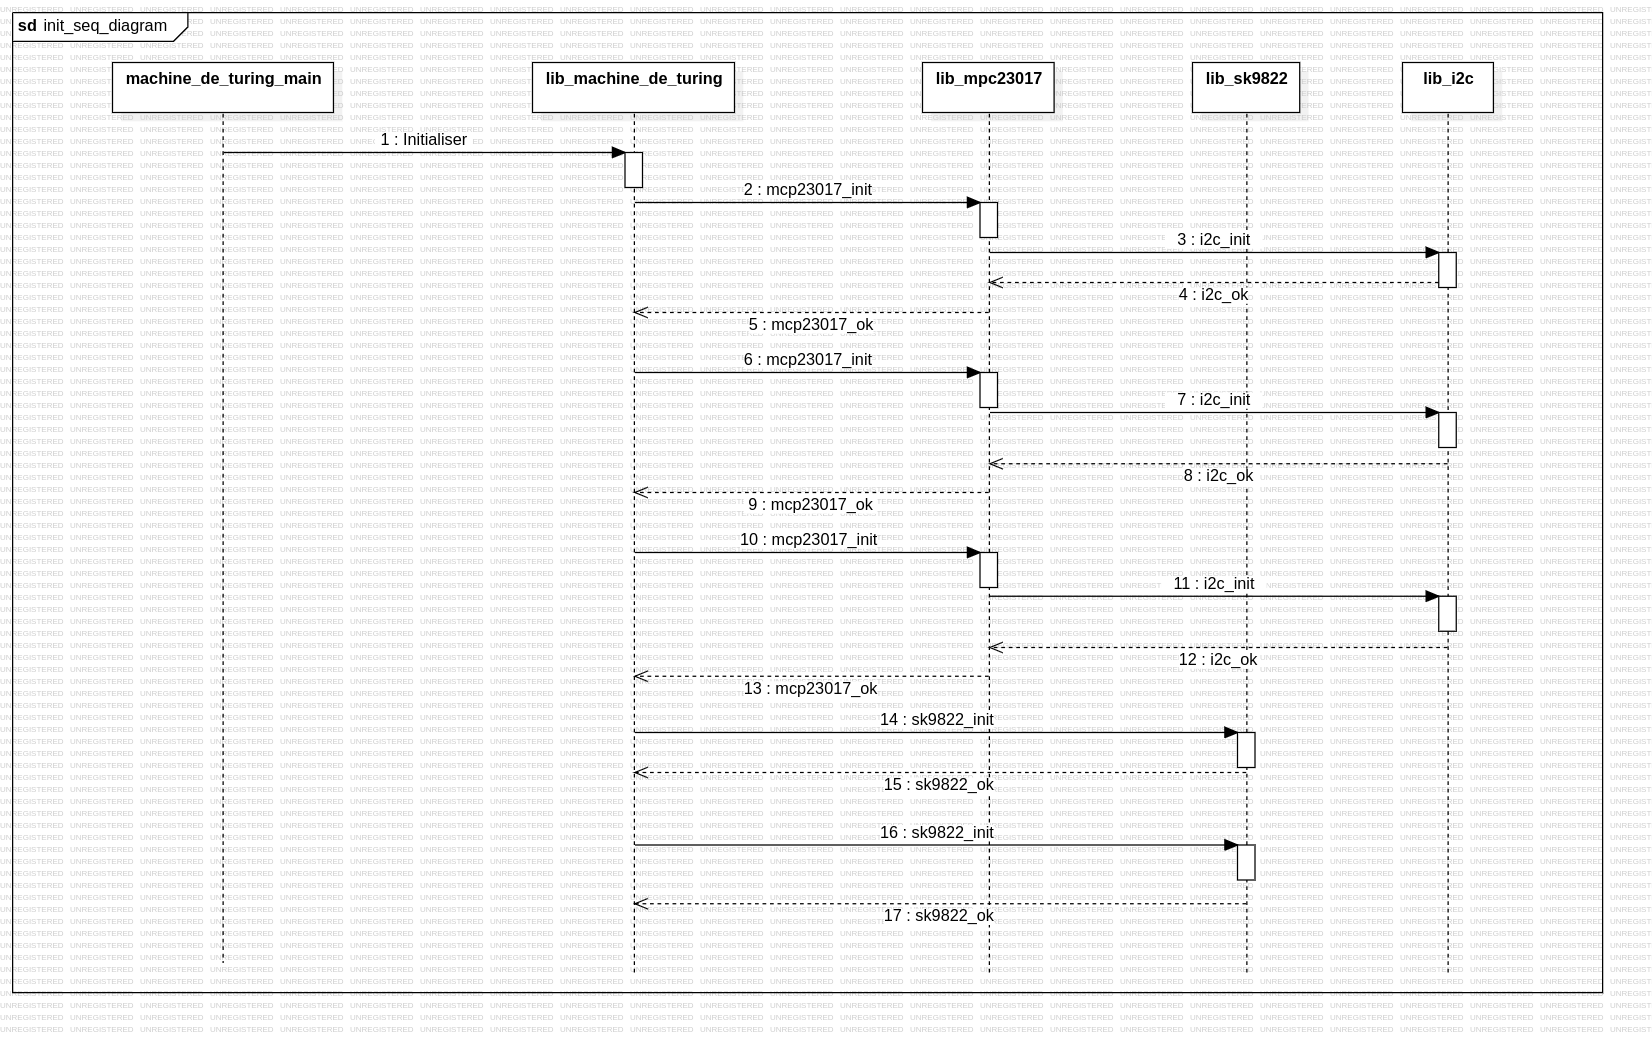 sd init_seq_diagram
machine_de_turing_main
lib_machine_de_turing
lib_mpc23017
lib_sk9822
lib_i2c
1 : Initialiser
2 : mcp23017_init
3 : i2c_init
4 : i2c_ok
5 : mcp23017_ok
6 : mcp23017_init
7 : i2c_init
8 : i2c_ok
9 : mcp23017_ok
10 : mcp23017_init
11 : i2c_init
12 : i2c_ok
13 : mcp23017_ok
14 : sk9822_init
15 : sk9822_ok
16 : sk9822_init
17 : sk9822_ok
UNREGISTERED